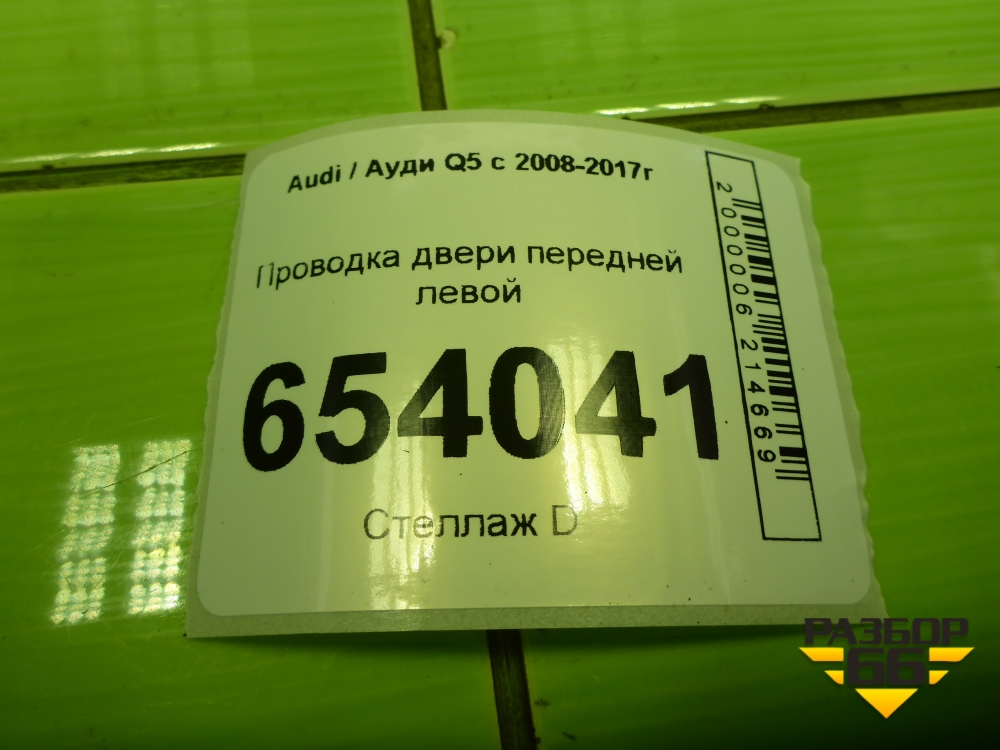 Audi / Ауди Q5 с 2008-2017г
Проводка двери передней
левой
654041
Стеллаж D
2000006214669
РАЗБОР
66